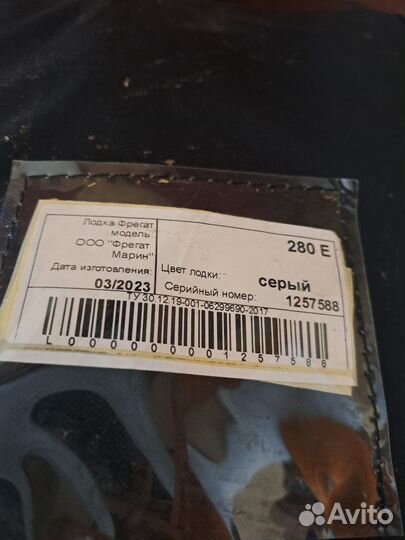 Лодка Фрегат
модель:
280 Е
ООО "Фрегат
Марин"
Цвет лодки:
серый
Дата изготовления:
03/2023
Серийный номер:
1257588
ТУ 30.12.19-001-06299690-2017
L000000001257588
Avito